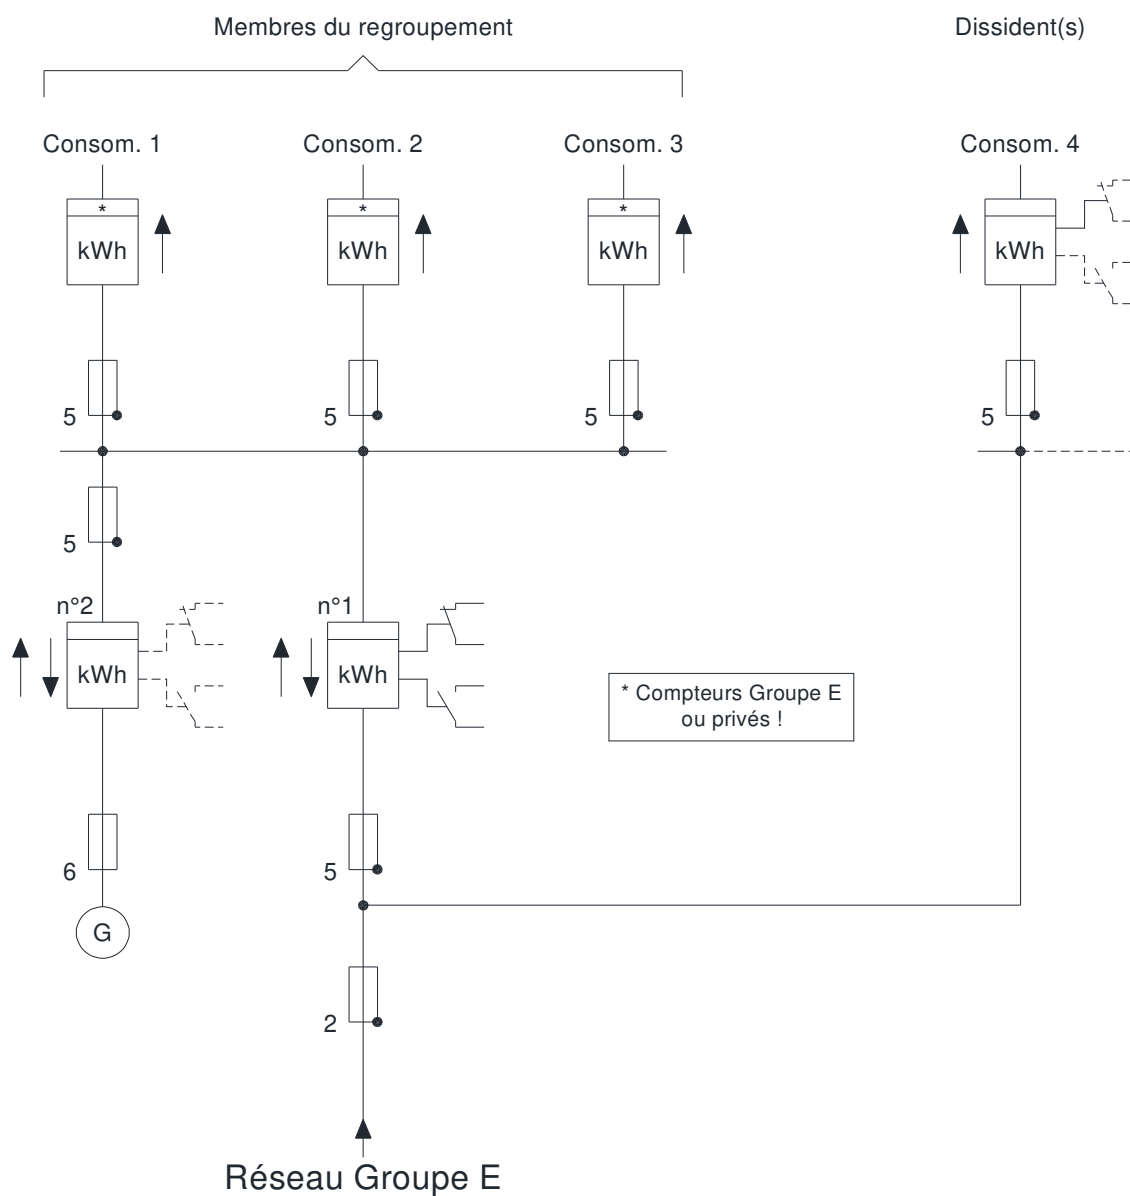 Membres du regroupement
Dissident(s)
Consom. 1
Consom. 2
Consom. 3
Consom. 4
*
*
*
kWh
kWh
kWh
kWh
5
5
5
5
5
n°2
n°1
kWh
kWh
* Compteurs Groupe E
ou privés !
6
5
G
2
Réseau Groupe E